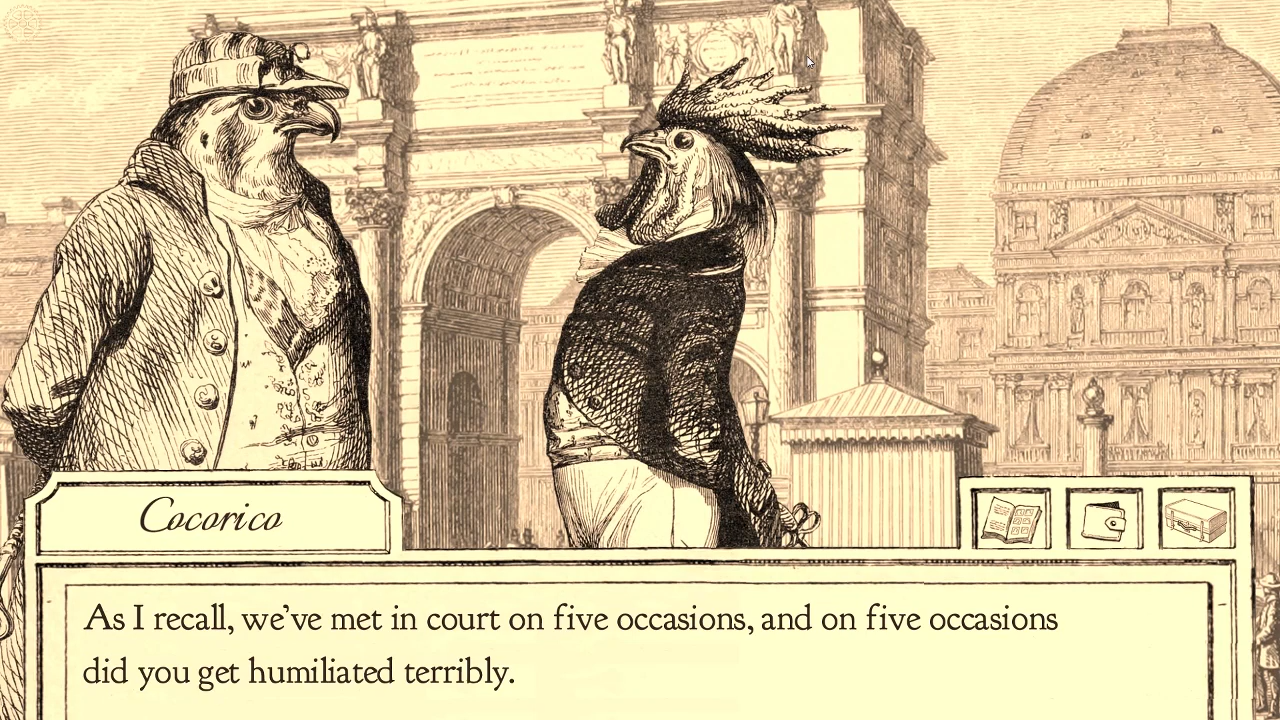 Cocorico
As I recall, we've met in court on five occasions, and on five occasions
did you get humiliated terribly.